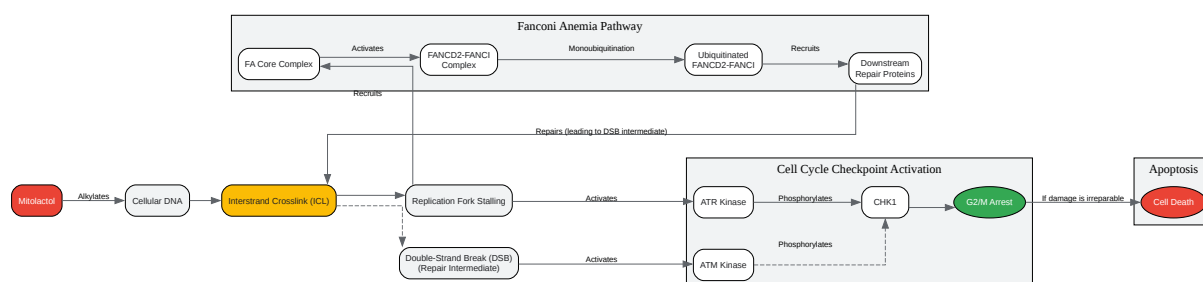 Fanconi Anemia Pathway
FA Core Complex
Activates
FANCD2-FANCI
Complex
Monoubiquitination
Ubiquitinated
FANCD2-FANCI
Recruits
Downstream
Repair Proteins
Recruits
Repairs (leading to DSB intermediate)
Mitolactol
Alkylates
Cellular DNA
Interstrand Crosslink (ICL)
Replication Fork Stalling
Activates
Double-Strand Break (DSB)
(Repair Intermediate)
Activates
Cell Cycle Checkpoint Activation
ATR Kinase
Phosphorylates
CHK1
G2/M Arrest
ATM Kinase
Phosphorylates
If damage is irreparable
Apoptosis
Cell Death